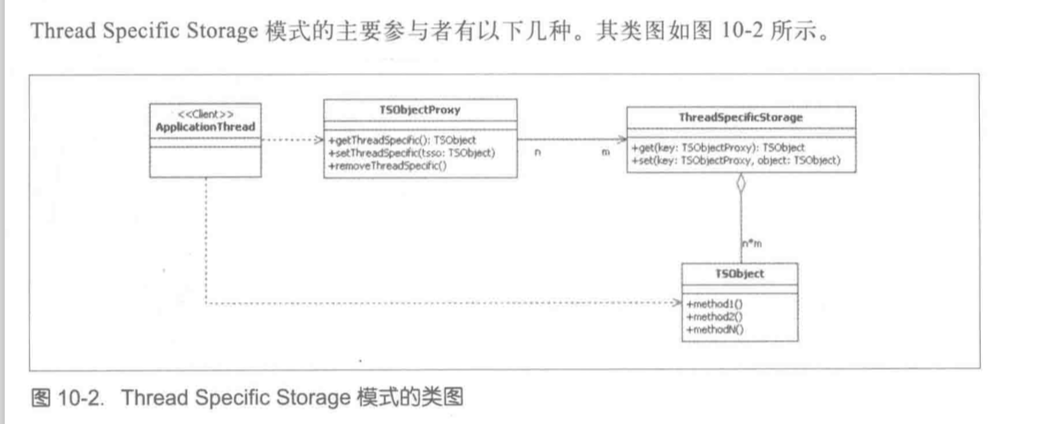 Thread Specific Storage 模式的主要参与者有以下几种。其类图如图 10-2 所示。
<<Client>>
ApplicationThread
TSObjectProxy
+getThreadSpecific(): TSObject
+setThreadSpecific(tsso: TSObject)
+removeThreadSpecific()
n
m
ThreadSpecificStorage
+get(key: TSObjectProxy): TSObject
+set(key: TSObjectProxy, object: TSObject)
n*m
TSObject
+method1()
+method2()
+methodN()
图 10-2. Thread Specific Storage 模式的类图